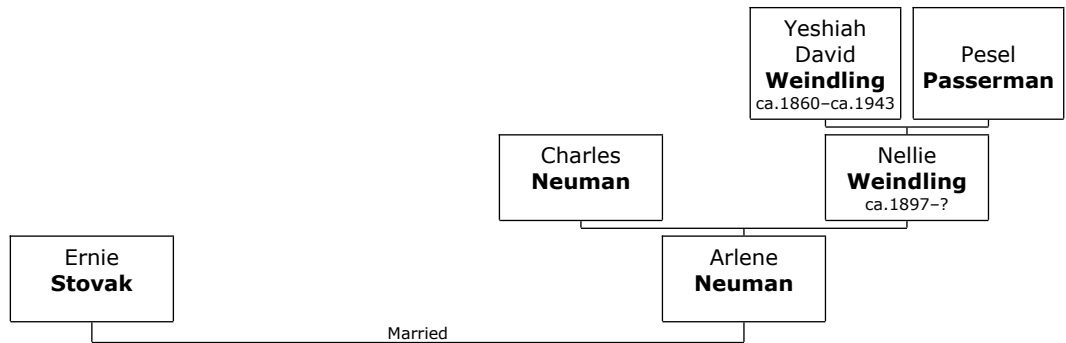 Yeshiah
David
Weindling
ca.1860–ca.1943
Pesel
Passerman
Charles
Neuman
Nellie
Weindling
ca.1897–?
Ernie
Stovak
Arlene
Neuman
Married